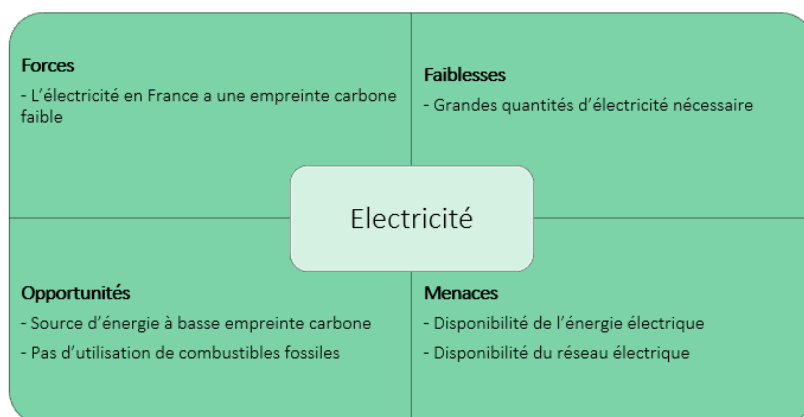 Forces
- L'électricité en France a une empreinte carbone
faible
Faiblesses
- Grandes quantités d'électricité nécessaire
Electricité
Opportunités
- Source d'énergie à basse empreinte carbone
- Pas d'utilisation de combustibles fossiles
Menaces
- Disponibilité de l'énergie électrique
- Disponibilité du réseau électrique